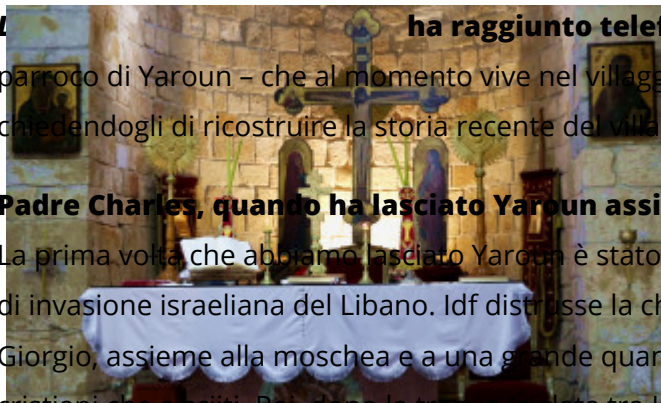 ha raggiunto telef
parroco di Yaroun – che al momento vive nel villagg
chiedendogli di ricostruire la storia recente del villa
Padre Charles, quando ha lasciato Yaroun assi
La prima volta che abbiamo lasciato Yaroun è stato
di invasione israeliana del Libano. Idf distrusse la ch
Giorgio, assieme alla moschea e a una grande quan